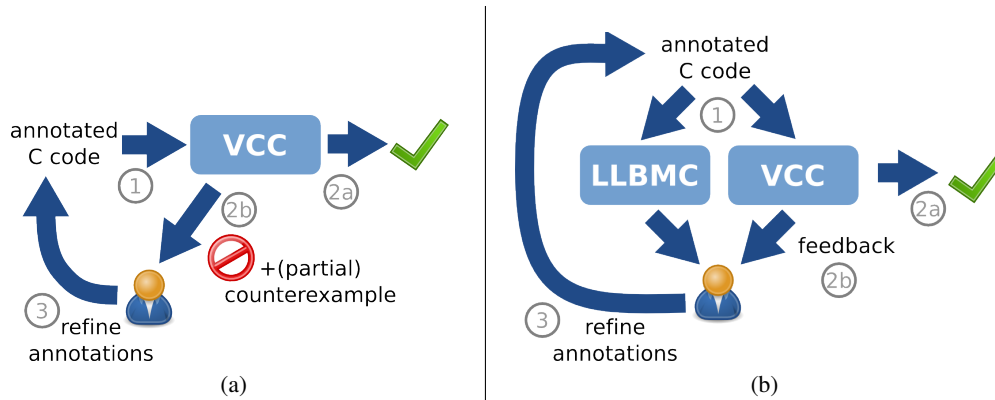 annotated
C code
1
VCC
2a
2b
+(partial)
counterexample
3
refine
annotations
(a)
annotated
C code
1
LLBMC
VCC
2a
feedback
2b
3
refine
annotations
(b)